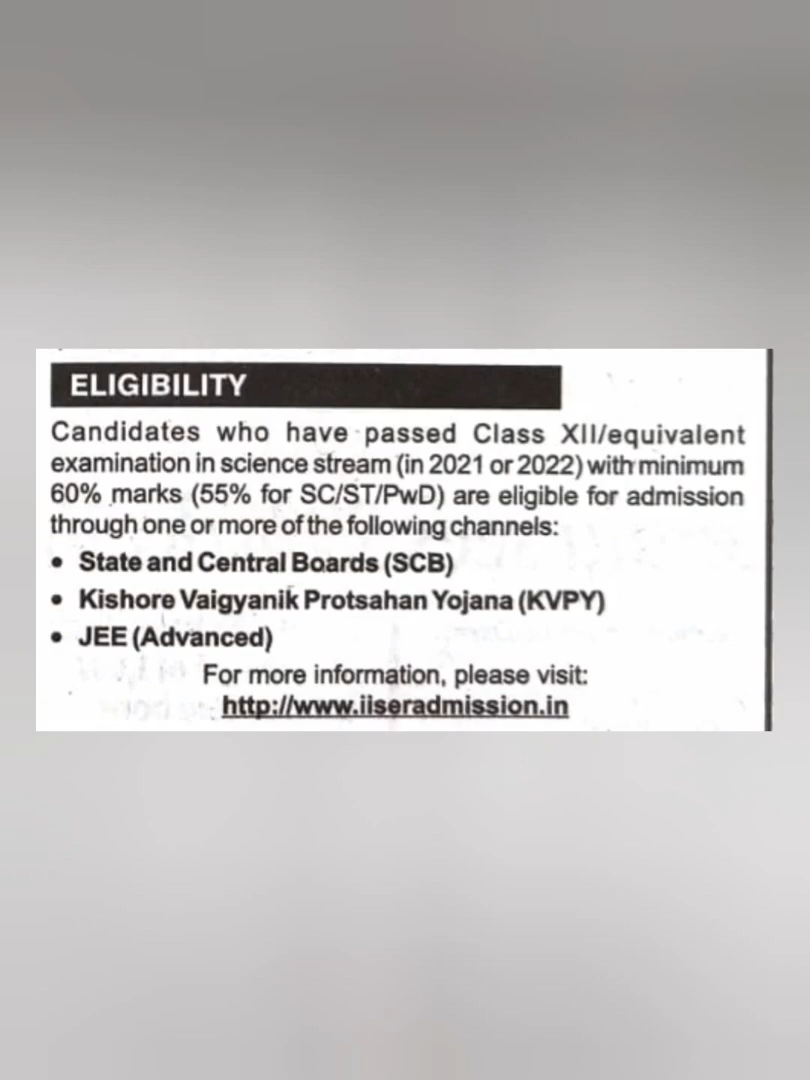 ELIGIBILITY
Candidates who have passed Class XII/equivalent
examination in science stream (in 2021 or 2022) with minimum
60% marks (55% for SC/ST/PwD) are eligible for admission
through one or more of the following channels:
• State and Central Boards (SCB)
• Kishore Vaigyanik Protsahan Yojana (KVPY)
• JEE (Advanced)
For more information, please visit:
http://www.iiseradmission.in